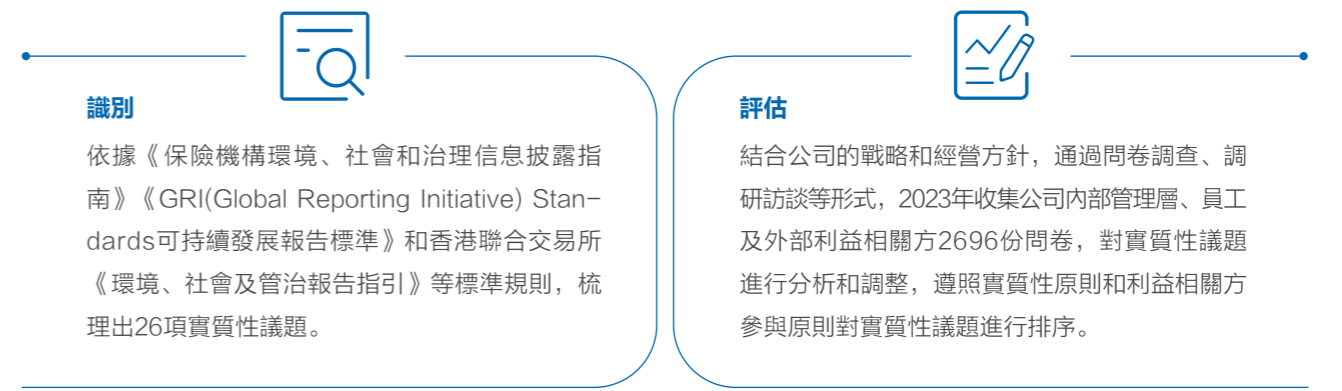 識別
依據《保險機構環境、社會和治理信息披露指
南》《GRI(Global Reporting Initiative) Stan-
dards可持續發展報告標準》和香港聯合交易所
《環境、社會及管治報告指引》等標準規則，梳
理出26項實質性議題。
評估
結合公司的戰略和經營方針，通過問卷調查、調
研訪談等形式，2023年收集公司內部管理層、員工
及外部利益相關方2696份問卷，對實質性議題
進行分析和調整，遵照實質性原則和利益相關方
參與原則對實質性議題進行排序。